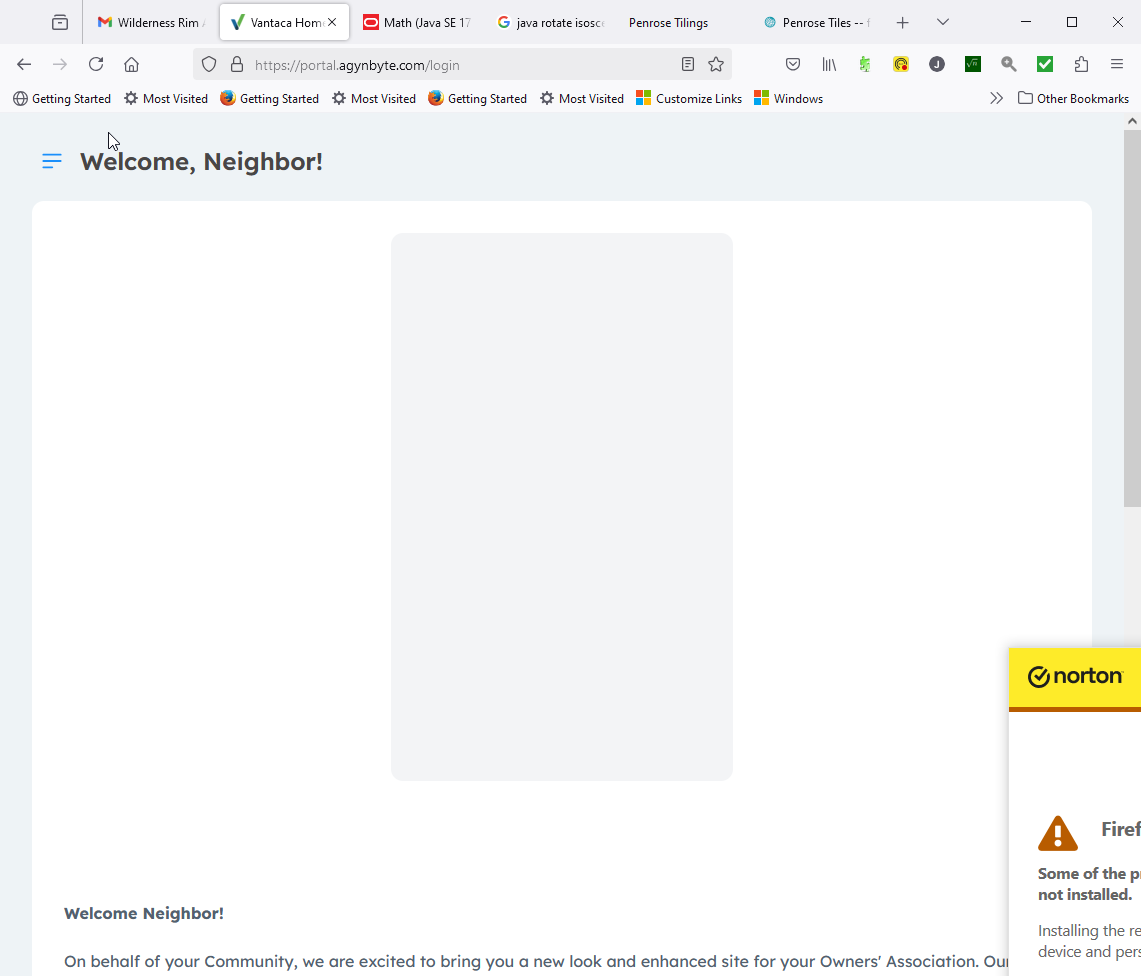 Wilderness Rim
Vantaca Hom
Math (Java SE 17
java rotate isosc
Penrose Tilings
Penrose Tiles --
https://portal.agynbyte.com/login
J
Getting Started
Most Visited
Getting Started
Most Visited
Getting Started
Most Visited
Customize Links
Windows
Other Bookmarks
Welcome, Neighbor!
norton
Firef
Some of the p
not installed.
Installing the re
device and pers
Welcome Neighbor!
On behalf of your Community, we are excited to bring you a new look and enhanced site for your Owners' Association. Our